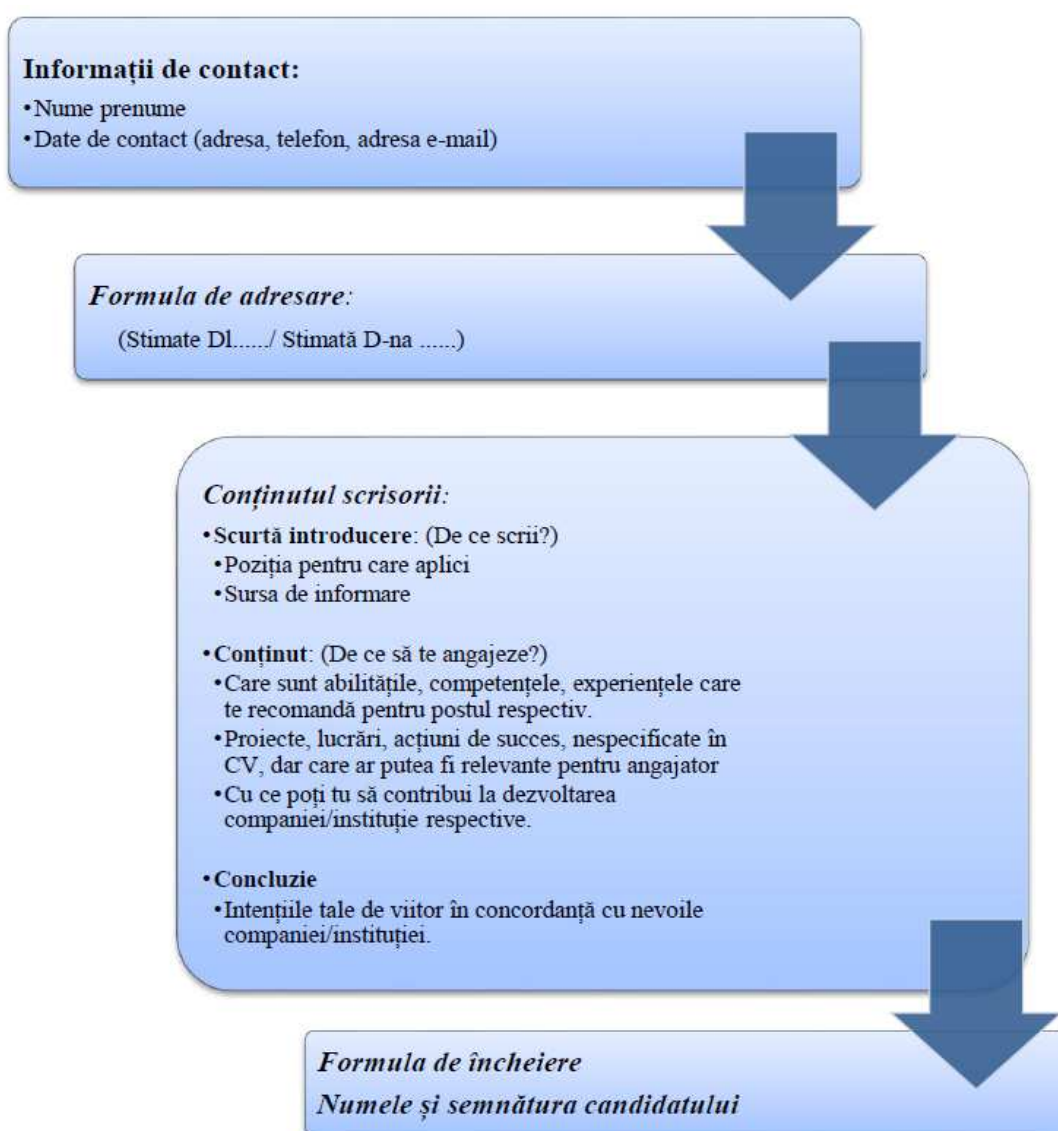 Informații de contact:
•Nume prenume
•Date de contact (adresa, telefon, adresa e-mail)
Formula de adresare:
(Stimate Dl....../ Stimată D-na ......)
Conținutul scrisorii:
•Scurtă introducere: (De ce scrii?)
•Poziția pentru care aplici
•Sursa de informare
•Conținut: (De ce să te angajeze?)
•Care sunt abilitățile, competențele, experiențele care
te recomandă pentru postul respectiv.
•Proiecte, lucrări, acțiuni de succes, nespecificate în
CV, dar care ar putea fi relevante pentru angajator
•Cu ce poți tu să contribui la dezvoltarea
companiei/instituție respective.
•Concluzie
•Intențiile tale de viitor în concordanță cu nevoile
companiei/instituției.
Formula de încheiere
Numele și semnătura candidatului